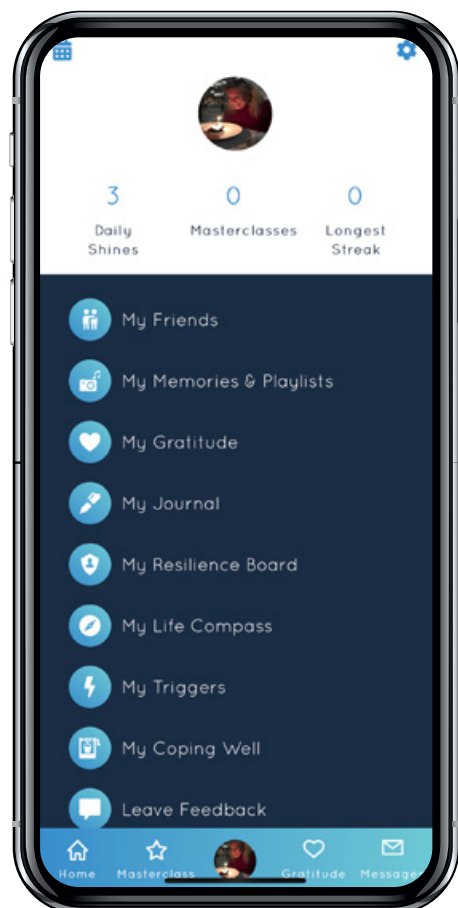 3 0 0
Daily Masterclasses Longest
Shines Streak
My Friends
My Memories & Playlists
My Gratitude
My Journal
My Resilience Board
My Life Compass
My Triggers
My Coping Well
Leave Feedback
Home Masterclass Gratitude Messages